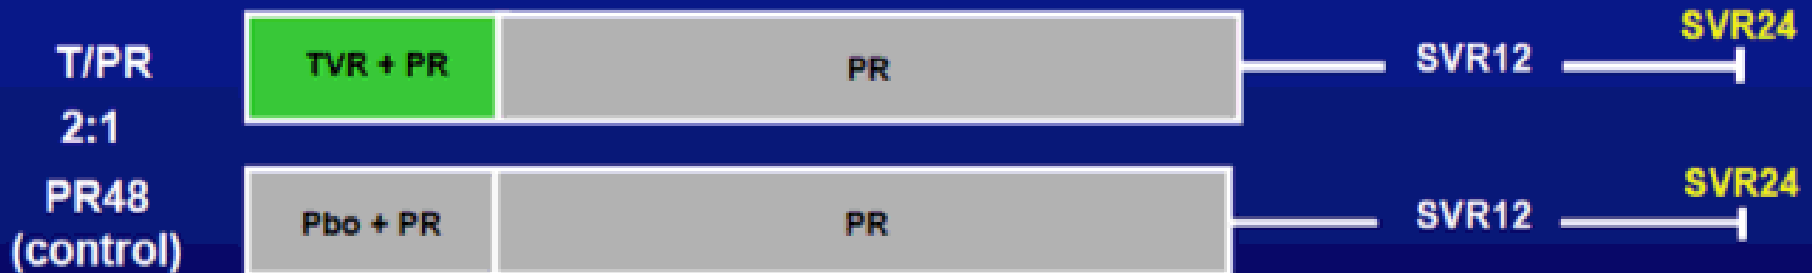 SVR24
T/PR
TVR + PR
PR
SVR12
2:1
PR48
(control)
Pbo + PR
PR
SVR12
SVR24